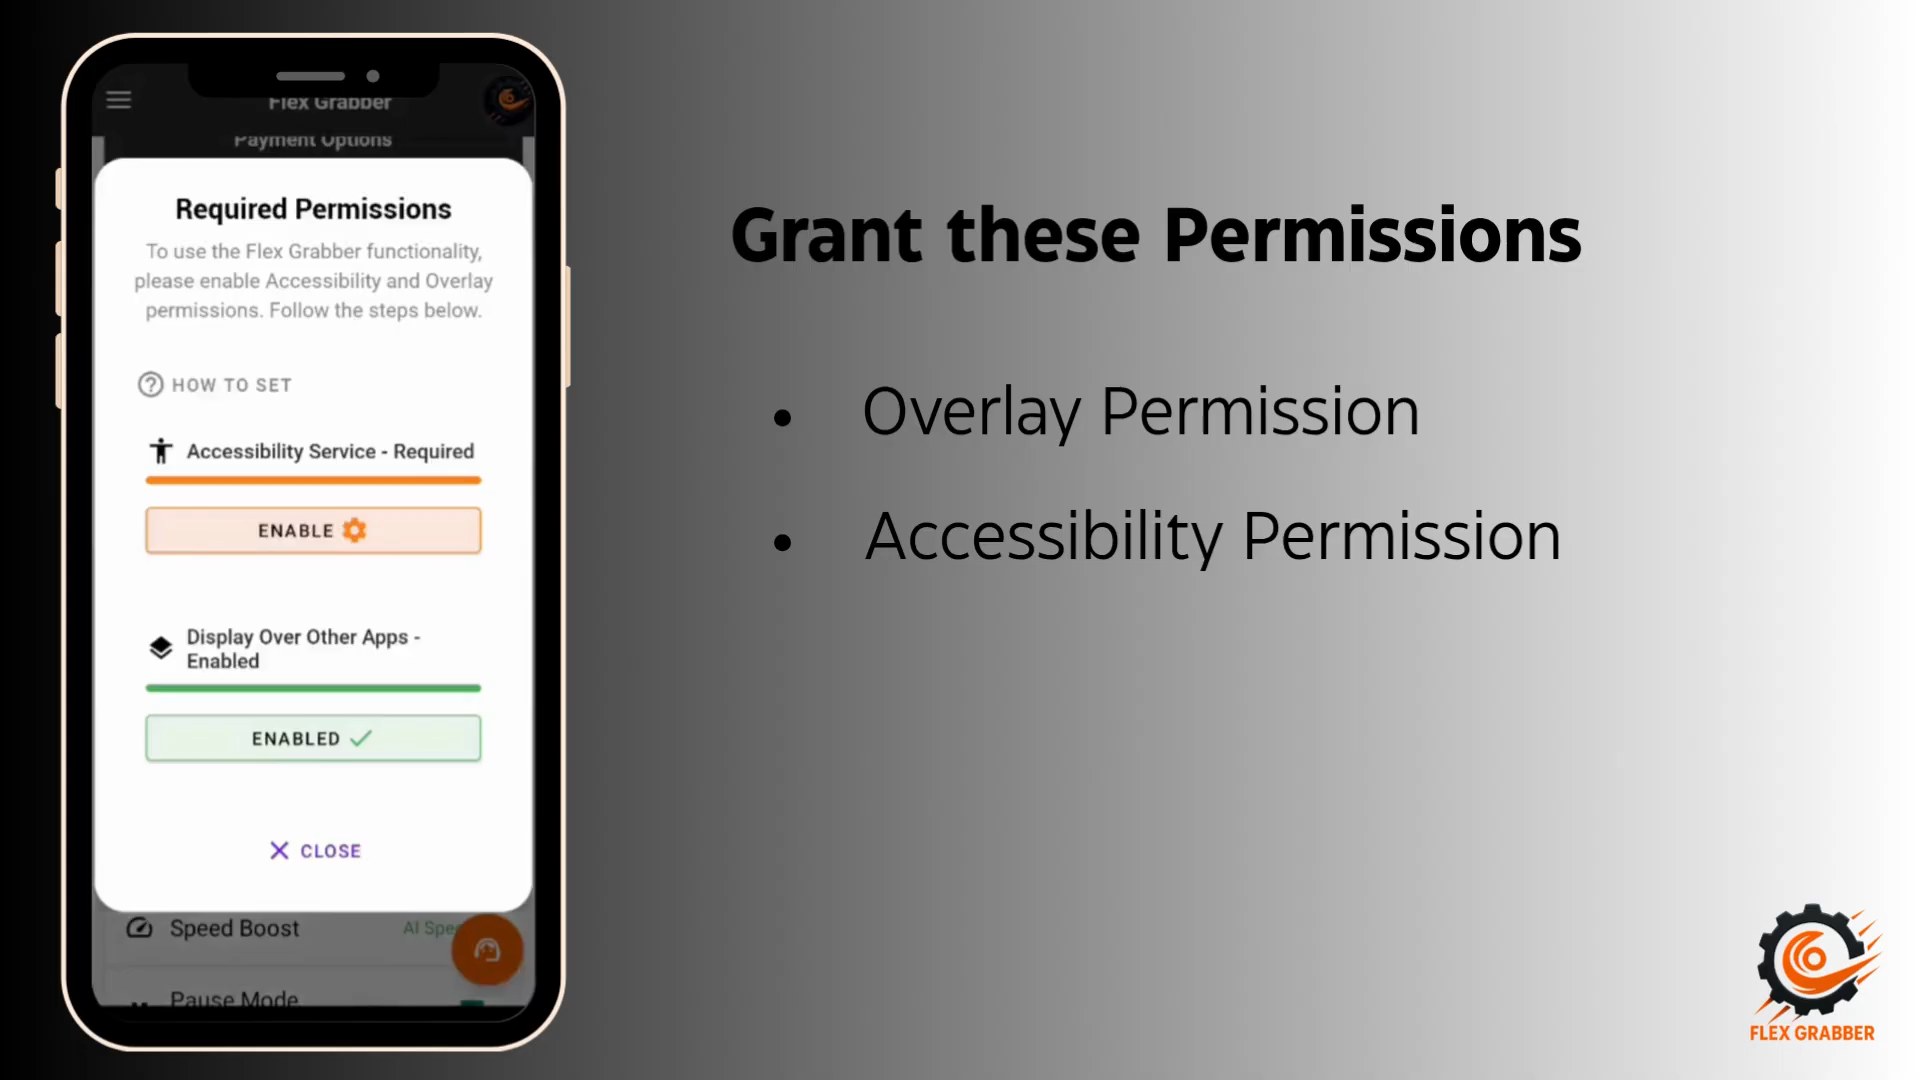 Flex Grabber
Payment Options
Required Permissions
To use the Flex Grabber functionality,
please enable Accessibility and Overlay
permissions. Follow the steps below.
HOW TO SET
Accessibility Service - Required
ENABLE
Display Over Other Apps -
Enabled
ENABLED
CLOSE
Speed Boost
AI Spe
Pause Mode
Grant these Permissions
• Overlay Permission
• Accessibility Permission
FLEX GRABBER